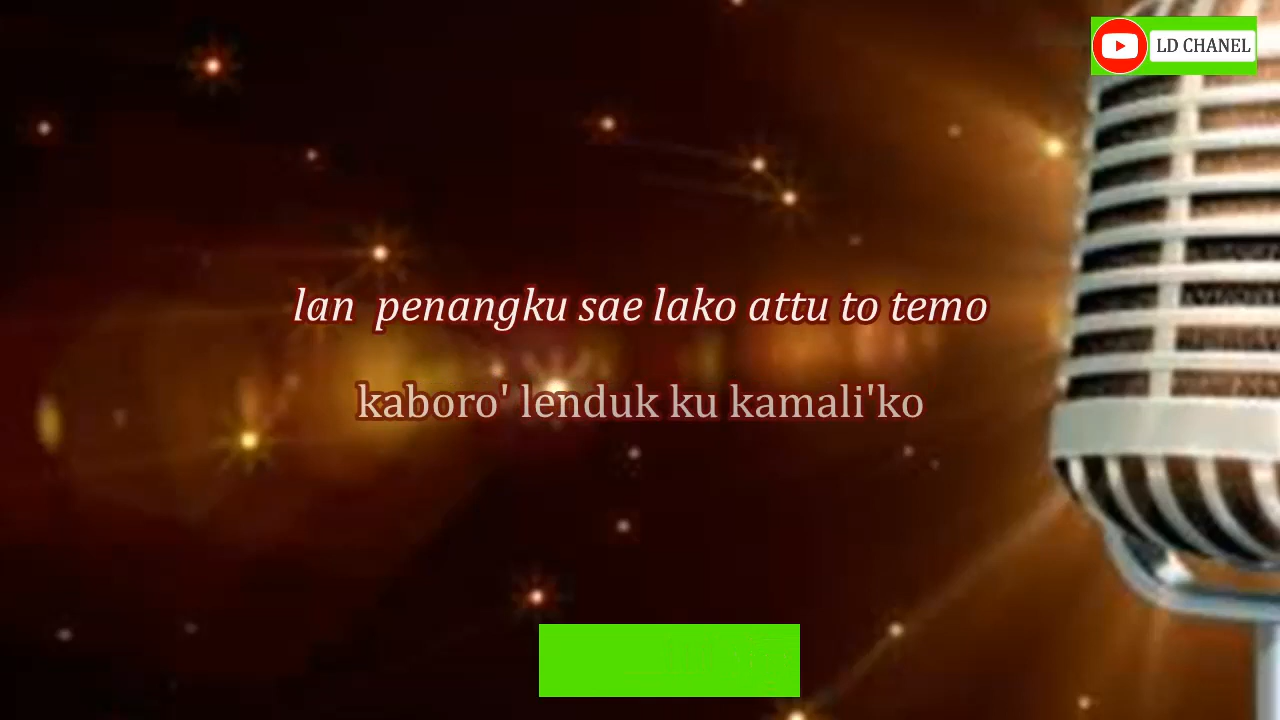 LD CHANEL
lan penangku sae lako attu to temo
kaboro' lenduk ku kamali'ko